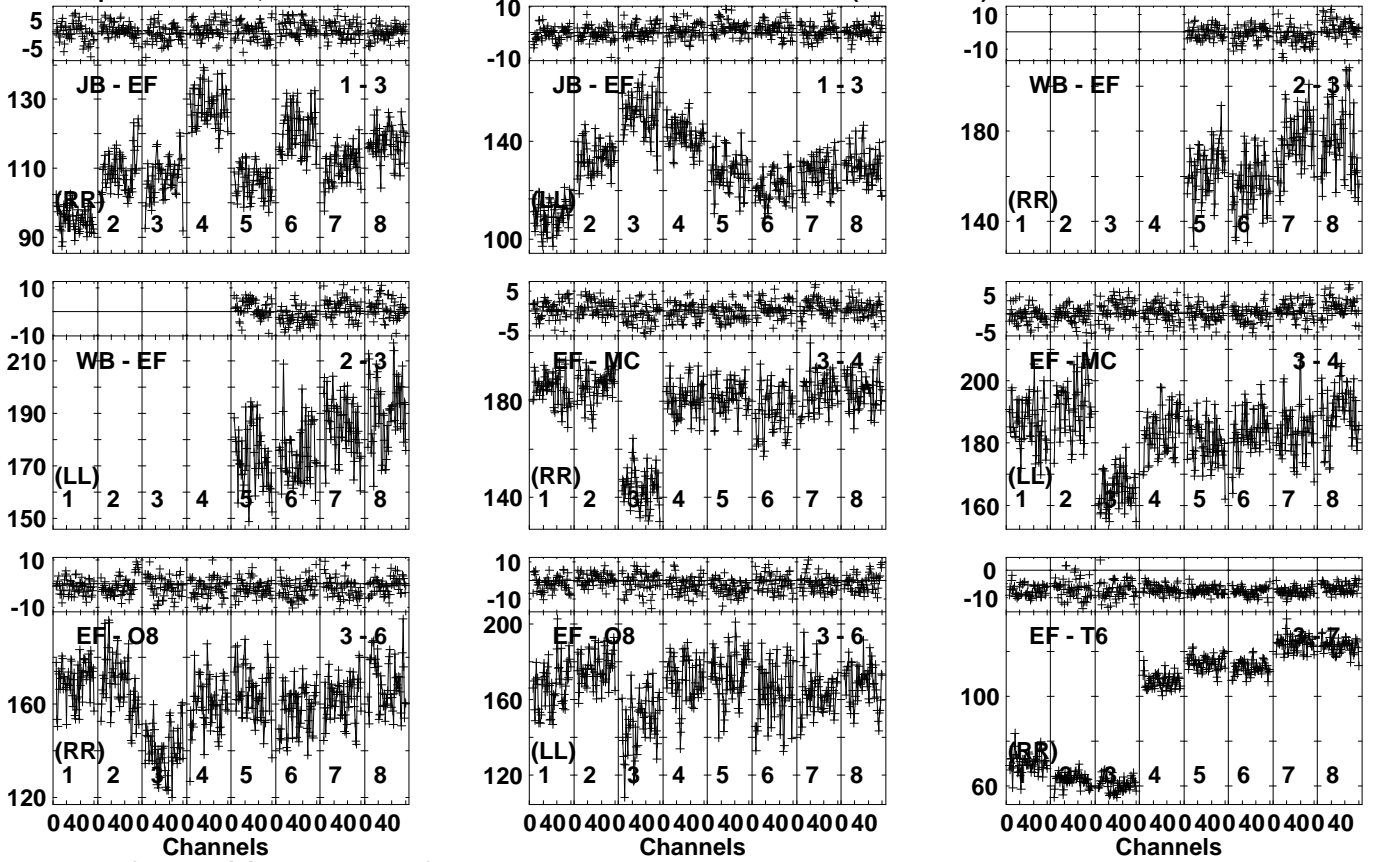 5
-5
JB - EF 1 - 3
130
110
(RR)
90
1 2 3 4 5 6 7 8
10
-10
JB - EF 1 - 3
140
(LL)
100
1 2 3 4 5 6 7 8
10
-10
WB - EF 2 - 3
180
(RR)
140
1 2 3 4 5 6 7 8
10
-10
WB - EF 2 - 3
210
190
170
(LL)
150
1 2 3 4 5 6 7 8
5
-5
EF - MC 3 - 4
180
(RR)
140
1 2 3 4 5 6 7 8
5
-5
EF - MC 3 - 4
200
180
(LL)
160
1 2 3 4 5 6 7 8
10
-10
EF - O8 3 - 6
160
(RR)
120
1 2 3 4 5 6 7 8
0 40 0 40 0 40 0 40 0 40 0 40 0 40 0 40
Channels
10
-10
200
EF - O8 3 - 6
160
(LL)
120
1 2 3 4 5 6 7 8
0 40 0 40 0 40 0 40 0 40 0 40 0 40 0 40
Channels
0
-10
EF - T6 3 - 7
100
(RR)
60
1 2 3 4 5 6 7 8
0 40 0 40 0 40 0 40 0 40 0 40 0 40 0 40
Channels